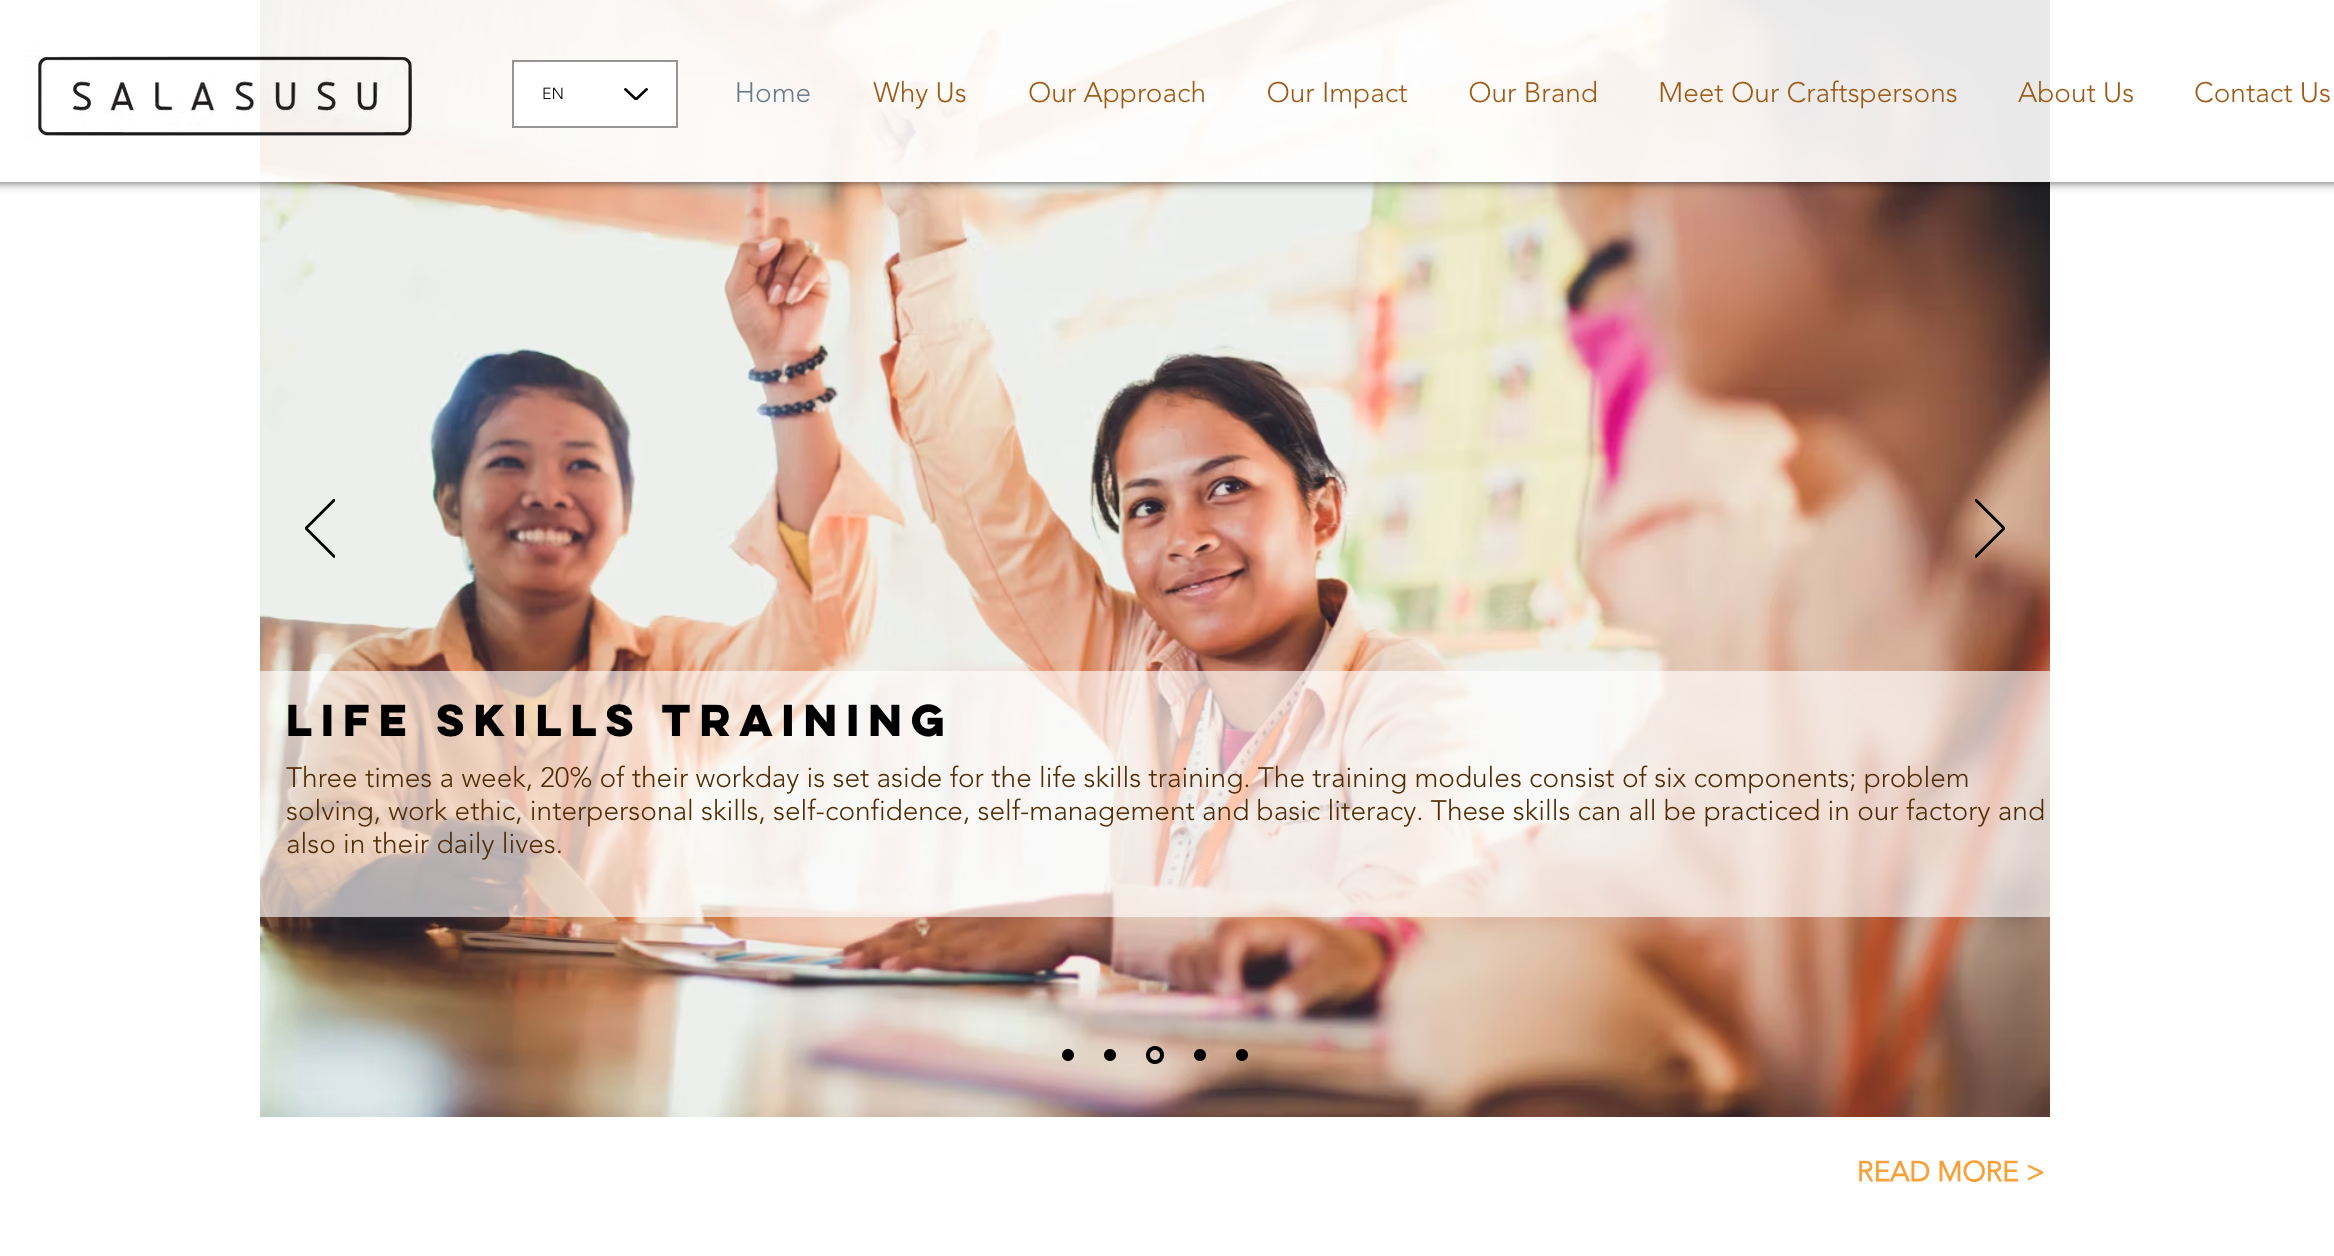 SALASUSU
EN
Home
Why Us
Our Approach
Our Impact
Our Brand
Meet Our Craftspersons
About Us
Contact Us
LIFE SKILLS TRAINING
Three times a week, 20% of their workday is set aside for the life skills training. The training modules consist of six components; problem
solving, work ethic, interpersonal skills, self-confidence, self-management and basic literacy. These skills can all be practiced in our factory and
also in their daily lives.
READ MORE >